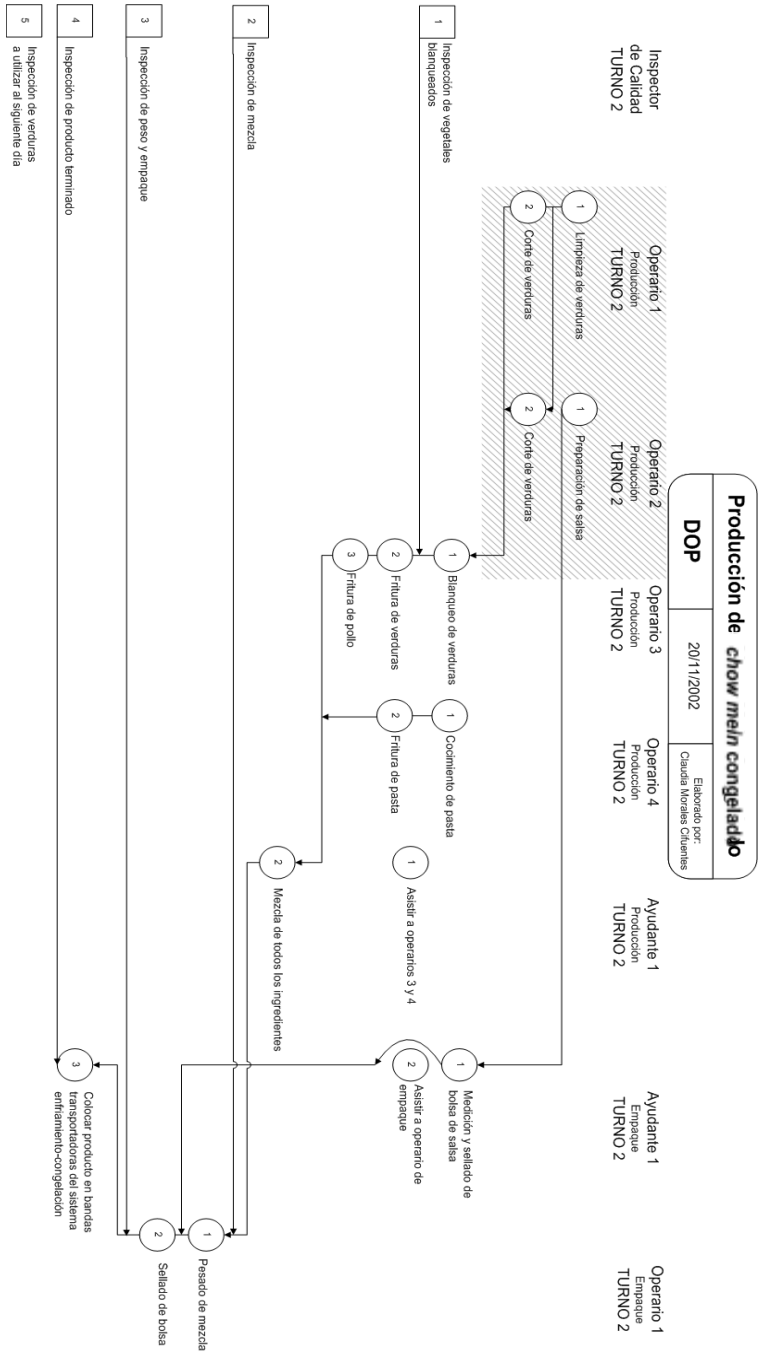 Producción de chow mein congelado
DOP
20/11/2002
Elaborado por:
Claudia Morales Cifuentes
Inspector
de Calidad
TURNO 2
Operario 1
Producción
TURNO 2
Operario 2
Producción
TURNO 2
Operario 3
Producción
TURNO 2
Operario 4
Producción
TURNO 2
Ayudante 1
Producción
TURNO 2
Ayudante 1
Empaque
TURNO 2
Operario 1
Empaque
TURNO 2
1
Limpieza de verduras
1
Preparación de salsa
2
Corte de verduras
2
Corte de verduras
1
Inspección de vegetales
blanqueados
1
Blanqueo de verduras
1
Cocimiento de pasta
1
Asistir a operarios 3 y 4
1
Medición y sellado de
bolsa de salsa
2
Fritura de verduras
2
Fritura de pasta
2
Asistir a operario de
empaque
3
Fritura de pollo
2
Inspección de mezcla
2
Mezcla de todos los ingredientes
1
Pesado de mezcla
3
Inspección de peso y empaque
2
Sellado de bolsa
4
Inspección de producto terminado
3
Colocar producto en bandas
transportadoras del sistema
enfriamiento-congelación
5
Inspección de verduras
a utilizar al siguiente día